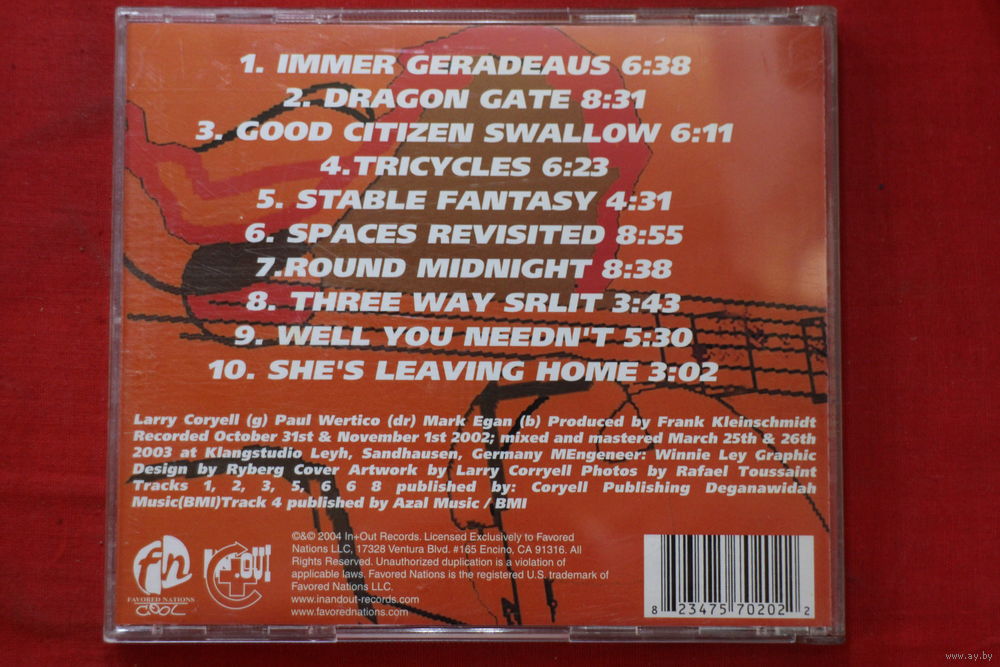 1. IMMER GERADEAUS 6:38
2. DRAGON GATE 8:31
3. GOOD CITIZEN SWALLOW 6:11
4.TRICYCLES 6:23
5. STABLE FANTASY 4:31
6. SPACES REVISITED 8:55
7.ROUND MIDNIGHT 8:38
8. THREE WAY SRLIT 3:43
9. WELL YOU NEEDN'T 5:30
10. SHE'S LEAVING HOME 3:02
Larry Coryell (g) Paul Wertico (dr) Mark Egan (b) Produced by Frank Kleinschmidt
Recorded October 31st & November 1st 2002; mixed and mastered March 25th & 26th
2003 at Klangstudio Leyh, Sandhausen, Germany MEngeneer: Winnie Ley Graphic
Design by Ryberg Cover Artwork by Larry Corryell Photos by Rafael Toussaint
Tracks 1, 2, 3, 5, 6 6 8 published by: Coryell Publishing Deganawidah
Music(BMI)Track 4 published by Azal Music / BMI
©&© 2004 In+Out Records. Licensed Exclusively to Favored
Nations LLC, 17328 Ventura Blvd. #165 Encino, CA 91316. All
Rights Reserved. Unauthorized duplication is a violation of
applicable laws. Favored Nations is the registered U.S. trademark of
Favored Nations LLC.
www.inandout-records.com
www.favorednations.com
fn
FAVORED NATIONS
COOL
OUT
8 23475 70202 2
www.ay.by